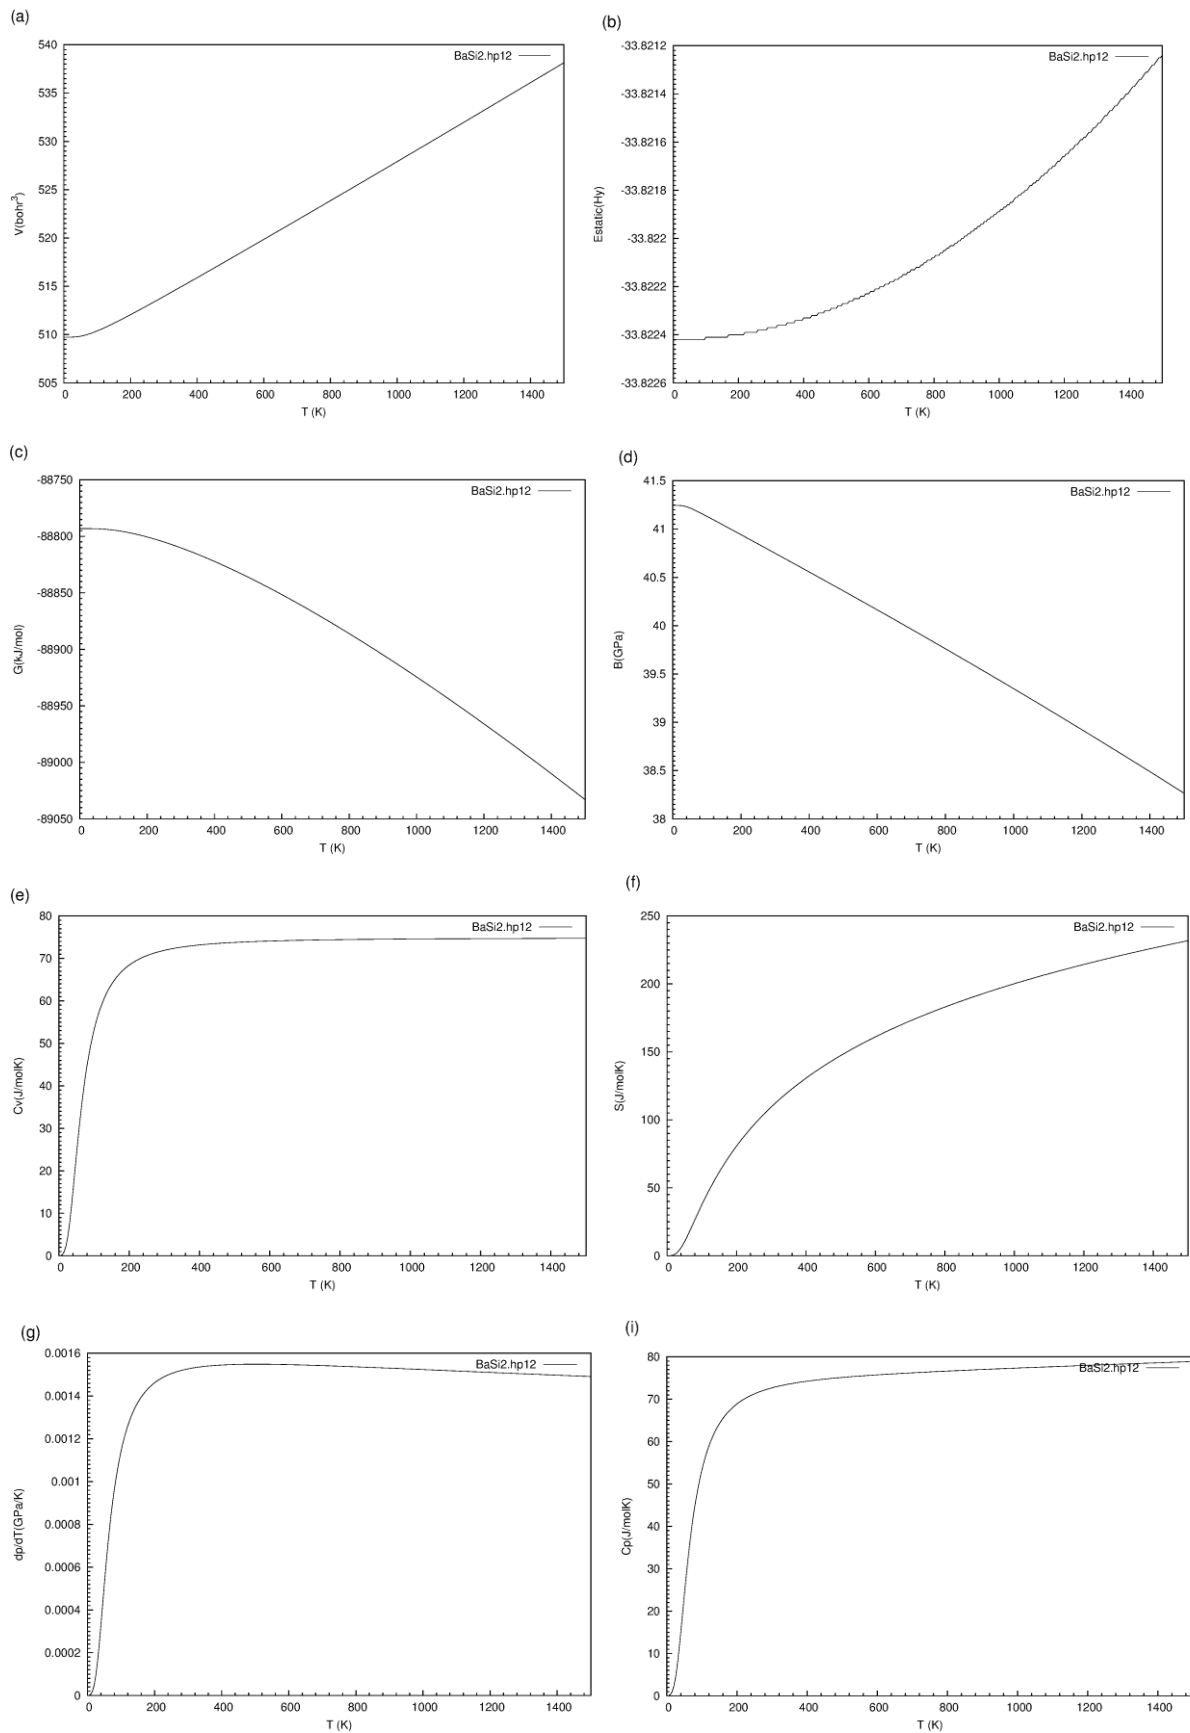 (a)
540
535
530
525
520
515
510
505
V(bohr³)
BaSi2.hp12
0 200 400 600 800 1000 1200 1400
T (K)
(b)
-33.8212
-33.8214
-33.8216
-33.8218
-33.822
-33.8222
-33.8224
-33.8226
Estatic(Hy)
BaSi2.hp12
0 200 400 600 800 1000 1200 1400
T (K)
(c)
-88750
-88800
-88850
-88900
-88950
-89000
-89050
G(kJ/mol)
BaSi2.hp12
0 200 400 600 800 1000 1200 1400
T (K)
(d)
41.5
41
40.5
40
39.5
39
38.5
38
B(GPa)
BaSi2.hp12
0 200 400 600 800 1000 1200 1400
T (K)
(e)
80
70
60
50
40
30
20
10
0
Cv(J/molK)
BaSi2.hp12
0 200 400 600 800 1000 1200 1400
T (K)
(f)
250
200
150
100
50
0
S(J/molK)
BaSi2.hp12
0 200 400 600 800 1000 1200 1400
T (K)
(g)
0.0016
0.0014
0.0012
0.001
0.0008
0.0006
0.0004
0.0002
0
dp/dT(GPa/K)
BaSi2.hp12
0 200 400 600 800 1000 1200 1400
T (K)
(i)
80
70
60
50
40
30
20
10
0
Cp(J/molK)
BaSi2.hp12
0 200 400 600 800 1000 1200 1400
T (K)